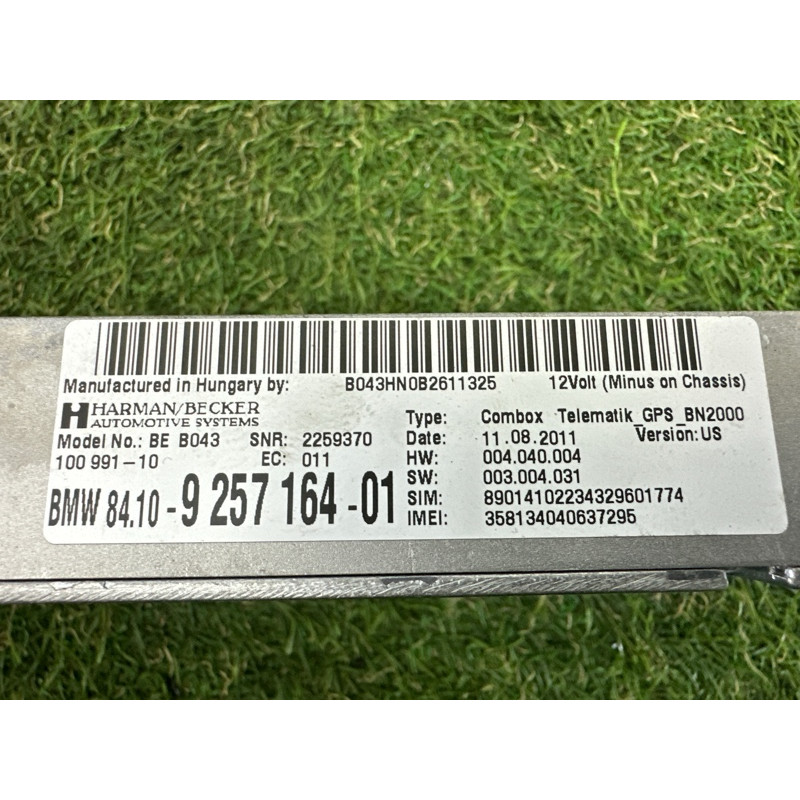 Manufactured in Hungary by: B043HN0B2611325 12Volt (Minus on Chassis)
HARMAN/BECKER
AUTOMOTIVE SYSTEMS
Model No.: BE B043 SNR: 2259370
100 991-10 EC: 011
BMW 84.10 - 9 257 164 - 01
Type: Combox Telematik_GPS_BN2000
Date: 11.08.2011 Version: US
HW: 004.040.004
SW: 003.004.031
SIM: 89014102234329601774
IMEI: 358134040637295